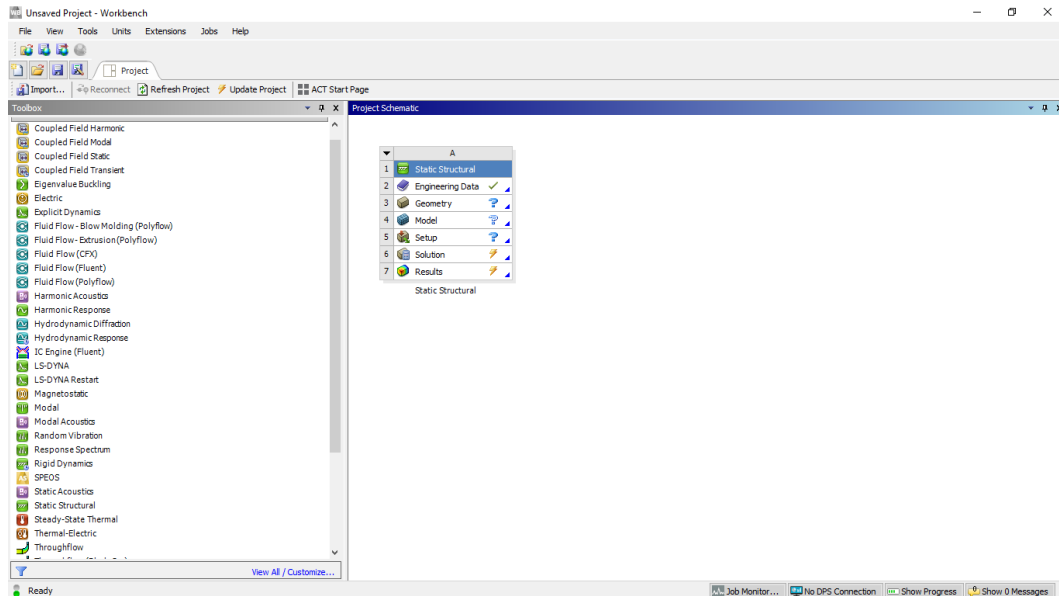 Unsaved Project - Workbench
File View Tools Units Extensions Jobs Help
Project
Import... Reconnect Refresh Project Update Project ACT Start Page
Toolbox
Project Schematic
Coupled Field Harmonic
Coupled Field Modal
Coupled Field Static
Coupled Field Transient
Eigenvalue Buckling
Electric
Explicit Dynamics
Fluid Flow - Blow Molding (Polyflow)
Fluid Flow - Extrusion (Polyflow)
Fluid Flow (CFX)
Fluid Flow (Fluent)
Fluid Flow (Polyflow)
Harmonic Acoustics
Harmonic Response
Hydrodynamic Diffraction
Hydrodynamic Response
IC Engine (Fluent)
LS-DYNA
LS-DYNA Restart
Magnetostatic
Modal
Modal Acoustics
Random Vibration
Response Spectrum
Rigid Dynamics
SPEOS
Static Acoustics
Static Structural
Steady-State Thermal
Thermal-Electric
Throughflow
View All / Customize...
A
1 Static Structural
2 Engineering Data
3 Geometry
4 Model
5 Setup
6 Solution
7 Results
Static Structural
Ready
Job Monitor... No DPS Connection Show Progress Show 0 Messages